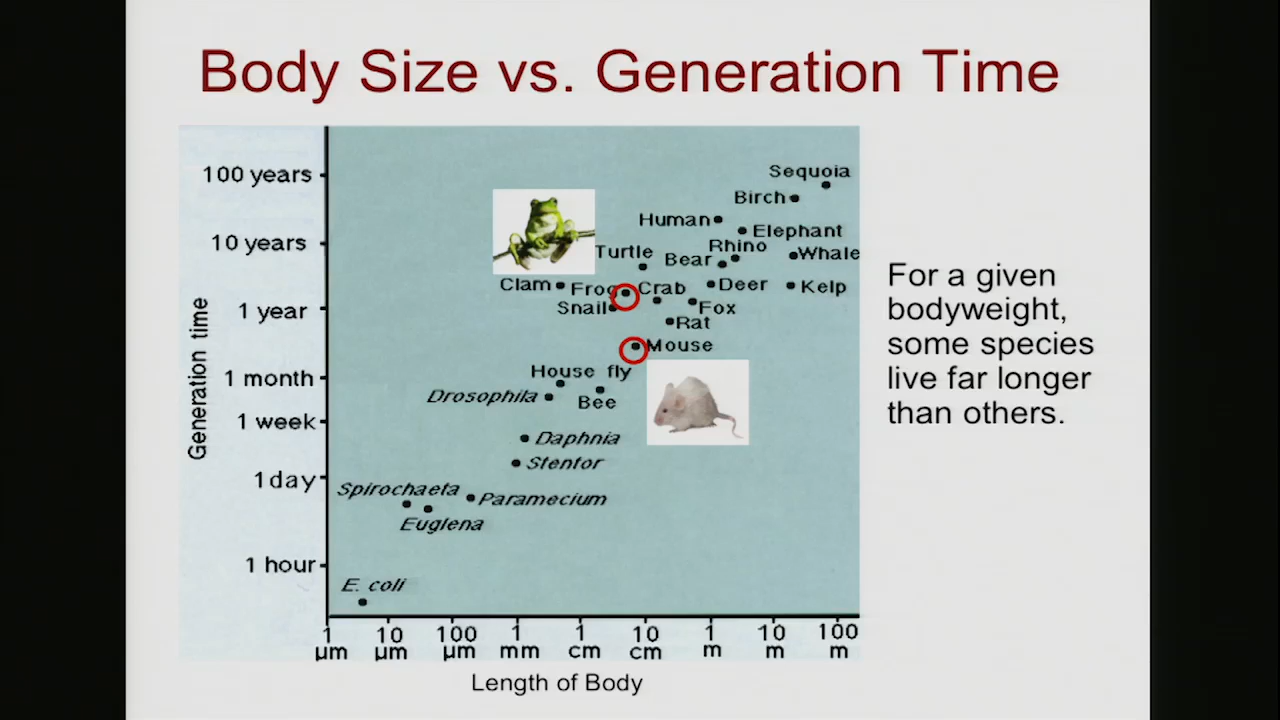 Body Size vs. Generation Time
100 years
10 years
1 year
1 month
1 week
1 day
1 hour
Generation time
Sequoia
Birch
Human
Elephant
Rhino
Whale
Turtle
Bear
Clam
Frog
Crab
Deer
Kelp
Snail
Fox
Rat
Mouse
House fly
Drosophila
Bee
Daphnia
Stentor
Spirochaeta
Paramecium
Euglena
E. coli
1 µm
10 µm
100 µm
1 mm
1 cm
10 cm
1 m
10 m
100 m
Length of Body
For a given
bodyweight,
some species
live far longer
than others.